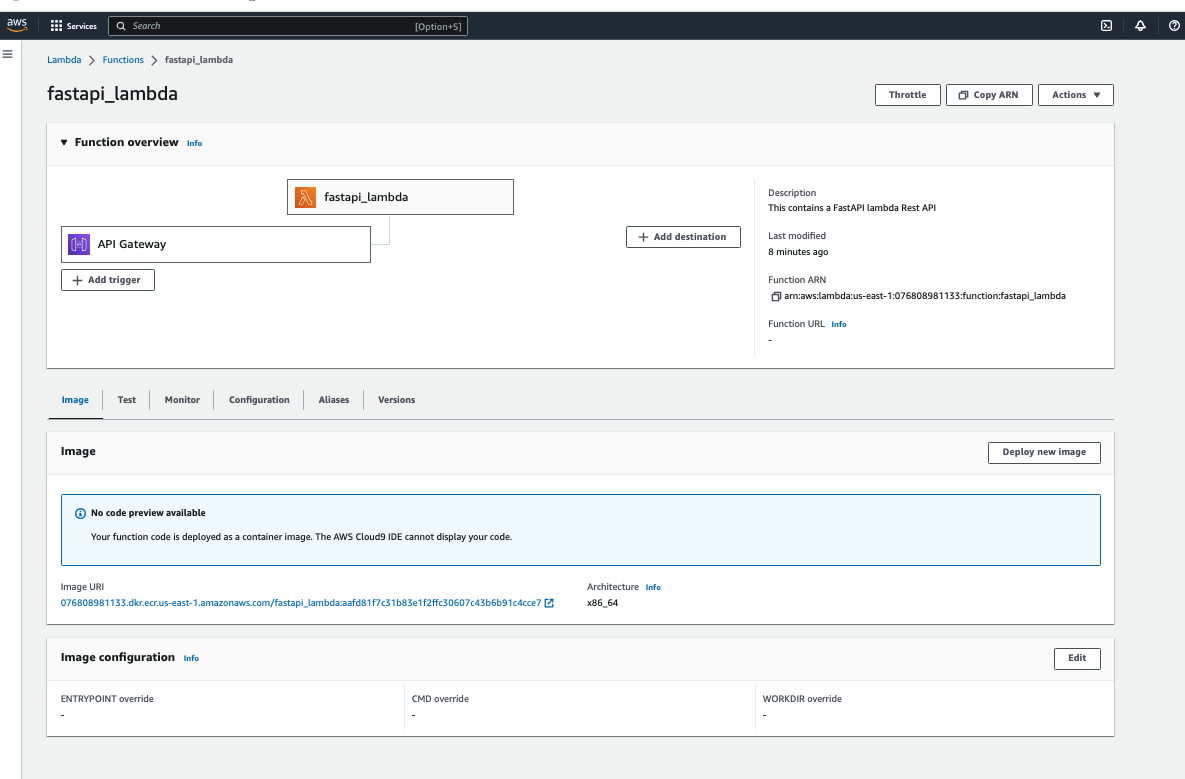 aws Services Search [Option+S]
Lambda Functions fastapi_lambda
fastapi_lambda
Throttle Copy ARN Actions
Function overview Info
fastapi_lambda
API Gateway
Add trigger
Add destination
Description
This contains a FastAPI lambda Rest API
Last modified
8 minutes ago
Function ARN
arn:aws:lambda:us-east-1:076808981133:function:fastapi_lambda
Function URL Info
-
Image Test Monitor Configuration Aliases Versions
Image
Deploy new image
No code preview available
Your function code is deployed as a container image. The AWS Cloud9 IDE cannot display your code.
Image URI
076808981133.dkr.ecr.us-east-1.amazonaws.com/fastapi_lambda:aafd81f7c31b83e1f2ffc30607c43b6b91c4cce7
Architecture Info
x86_64
Image configuration Info
Edit
ENTRYPOINT override
-
CMD override
-
WORKDIR override
-